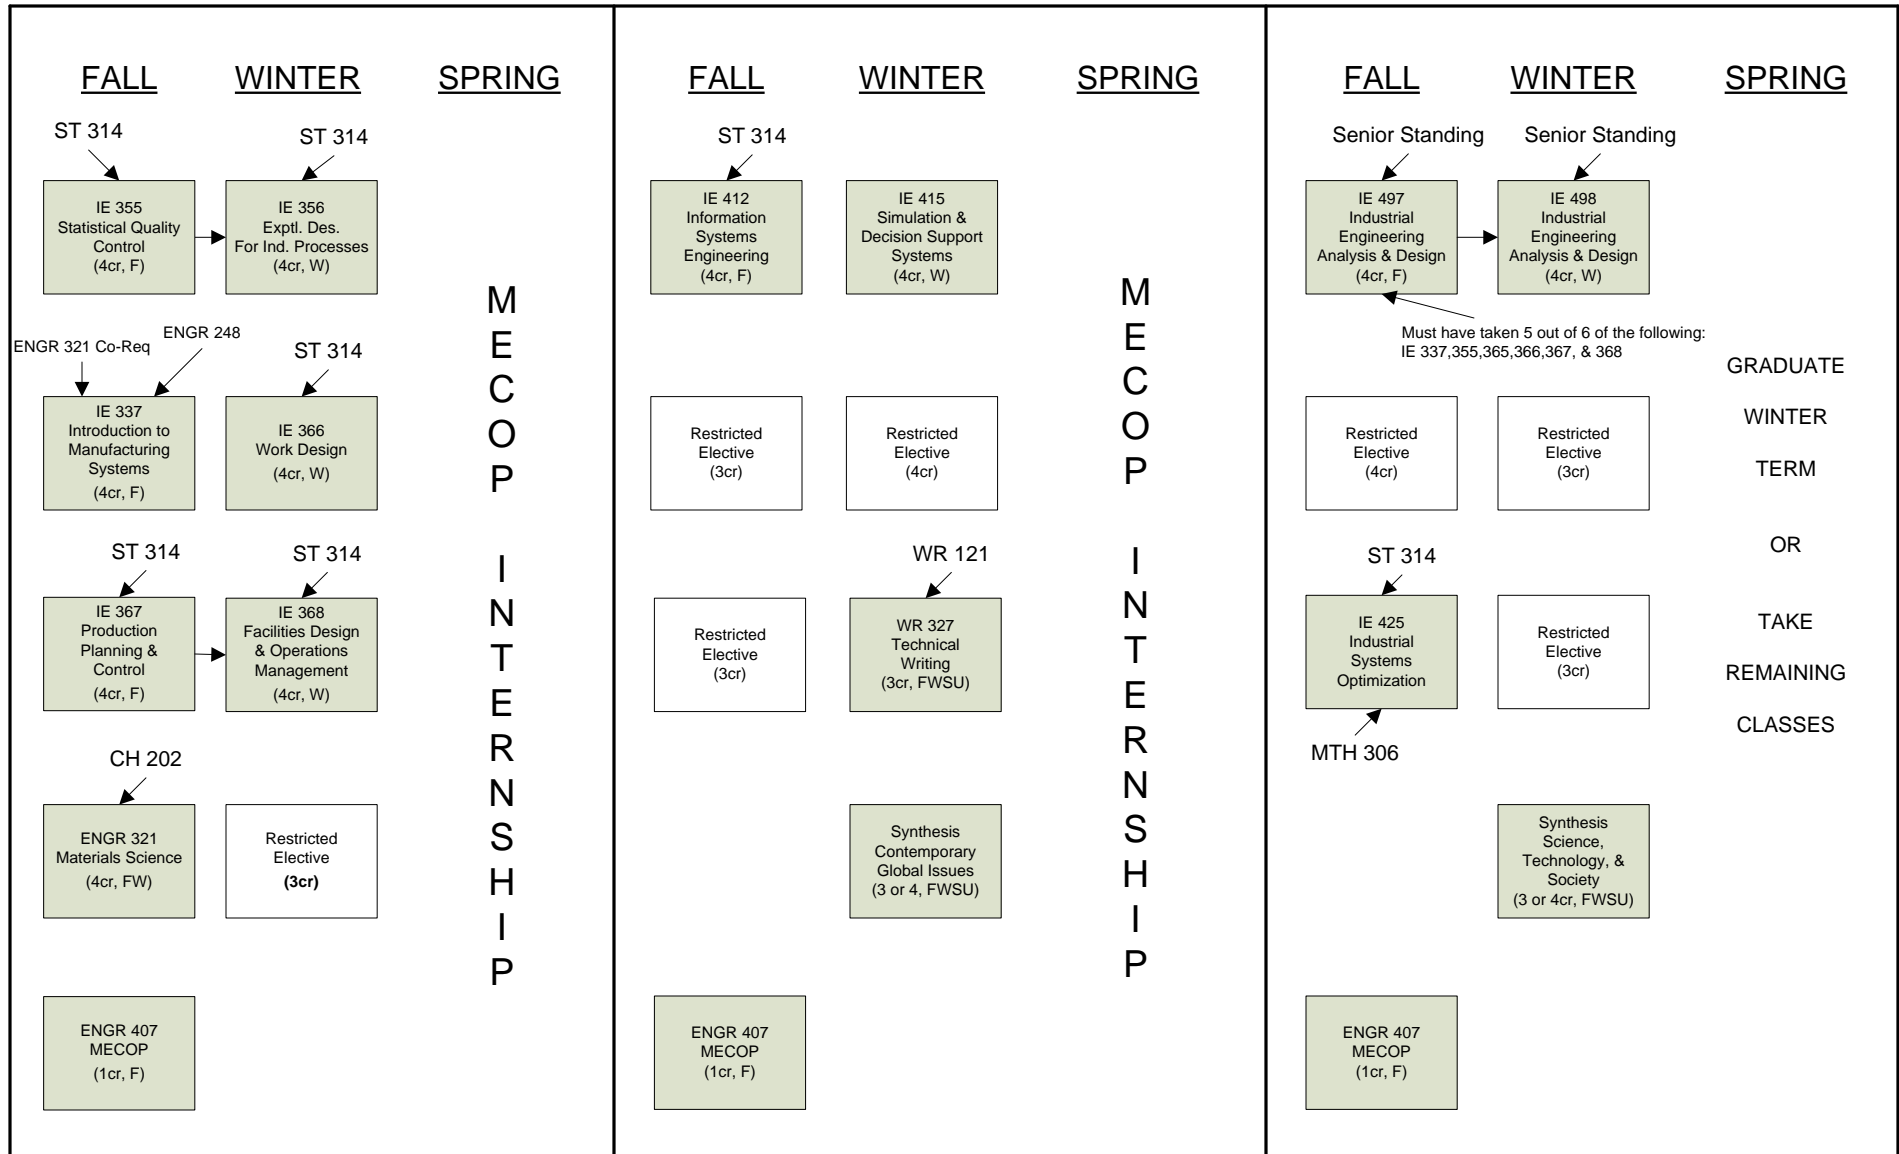 FALL
WINTER
SPRING
ST 314
ST 314
IE 355
Statistical Quality
Control
(4cr, F)
IE 356
Exptl. Des.
For Ind. Processes
(4cr, W)
ENGR 321 Co-Req
ENGR 248
ST 314
IE 337
Introduction to
Manufacturing
Systems
(4cr, F)
IE 366
Work Design
(4cr, W)
ST 314
ST 314
IE 367
Production
Planning &
Control
(4cr, F)
IE 368
Facilities Design
& Operations
Management
(4cr, W)
CH 202
ENGR 321
Materials Science
(4cr, FW)
Restricted
Elective
(3cr)
ENGR 407
MECOP
(1cr, F)
M
E
C
O
P
I
N
T
E
R
N
S
H
I
P
FALL
WINTER
SPRING
ST 314
IE 412
Information
Systems
Engineering
(4cr, F)
IE 415
Simulation &
Decision Support
Systems
(4cr, W)
Restricted
Elective
(3cr)
Restricted
Elective
(4cr)
WR 121
Restricted
Elective
(3cr)
WR 327
Technical
Writing
(3cr, FWSU)
Synthesis
Contemporary
Global Issues
(3 or 4, FWSU)
ENGR 407
MECOP
(1cr, F)
M
E
C
O
P
I
N
T
E
R
N
S
H
I
P
FALL
WINTER
SPRING
Senior Standing
Senior Standing
IE 497
Industrial
Engineering
Analysis & Design
(4cr, F)
IE 498
Industrial
Engineering
Analysis & Design
(4cr, W)
Must have taken 5 out of 6 of the following:
IE 337,355,365,366,367, & 368
Restricted
Elective
(4cr)
Restricted
Elective
(3cr)
ST 314
IE 425
Industrial
Systems
Optimization
Restricted
Elective
(3cr)
MTH 306
Synthesis
Science,
Technology, &
Society
(3 or 4cr, FWSU)
ENGR 407
MECOP
(1cr, F)
GRADUATE
WINTER
TERM
OR
TAKE
REMAINING
CLASSES